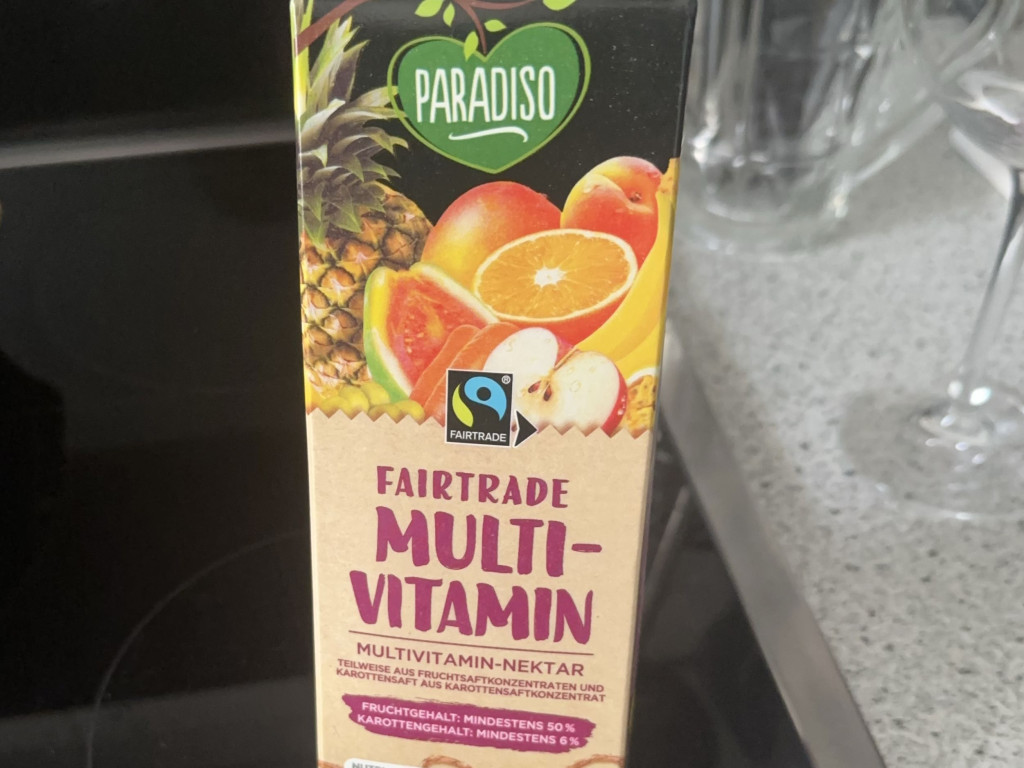 PARADISO
®
FAIRTRADE
FAIRTRADE
MULTI-
VITAMIN
MULTIVITAMIN-NEKTAR
TEILWEISE AUS FRUCHTSAFTKONZENTRATEN UND
KAROTTENSAFT AUS KAROTTENSAFTKONZENTRAT
FRUCHTGEHALT: MINDESTENS 50 %
KAROTTENGEHALT: MINDESTENS 6 %